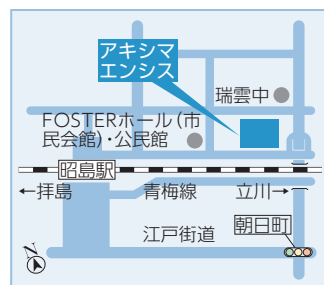 アキシマ
エンシス
瑞雲中
FOSTERホール(市
民会館)・公民館
昭島駅
←拝島
青梅線
立川→
江戸街道
朝日町
N